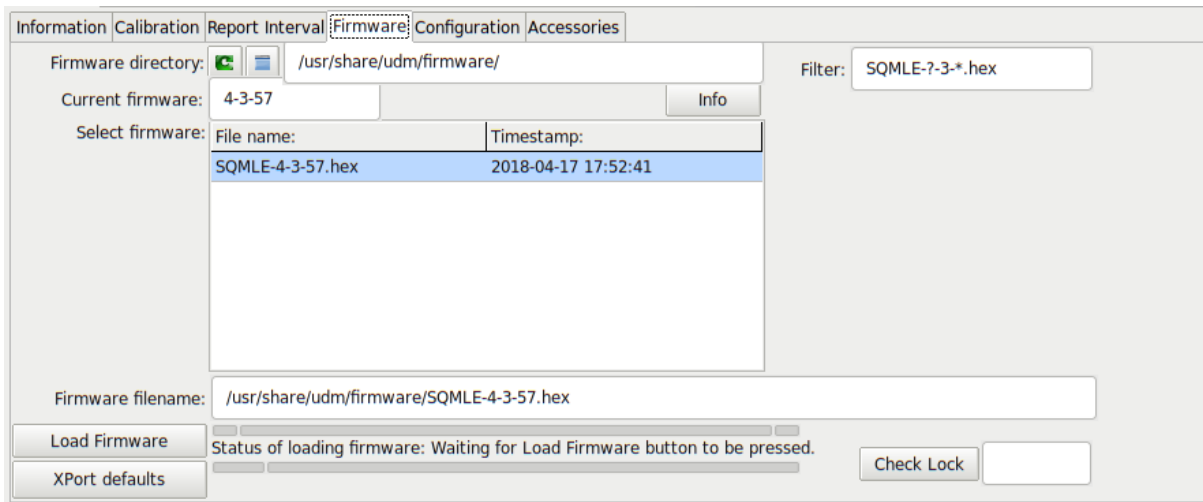 Information Calibration Report Interval Firmware Configuration Accessories
Firmware directory: /usr/share/udm/firmware/ Filter: SQMLE-?-3-*.hex
Current firmware: 4-3-57 Info
Select firmware: File name: Timestamp:
SQMLE-4-3-57.hex 2018-04-17 17:52:41
Firmware filename: /usr/share/udm/firmware/SQMLE-4-3-57.hex
Load Firmware Status of loading firmware: Waiting for Load Firmware button to be pressed.
XPort defaults Check Lock